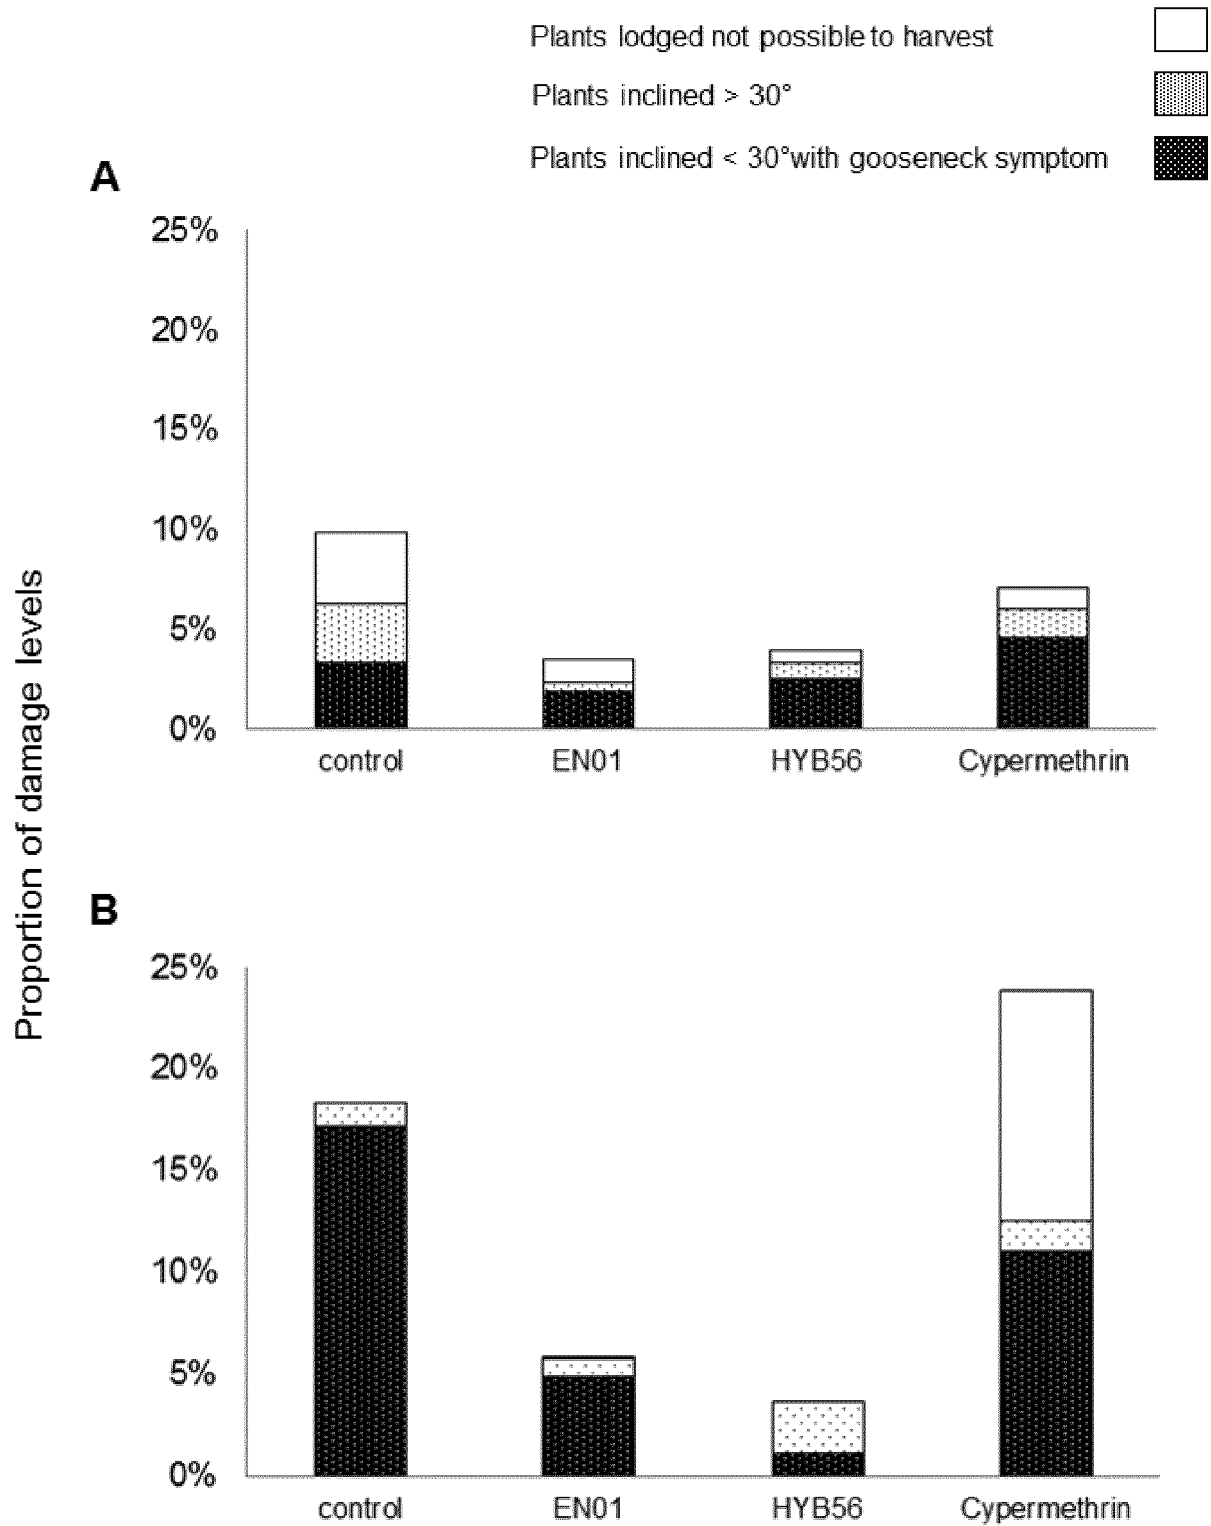 Plants lodged not possible to harvest
Plants inclined > 30°
Plants inclined < 30°with gooseneck symptom
A
25%
20%
15%
10%
5%
0%
control EN01 HYB56 Cypermethrin
Proportion of damage levels
B
25%
20%
15%
10%
5%
0%
control EN01 HYB56 Cypermethrin